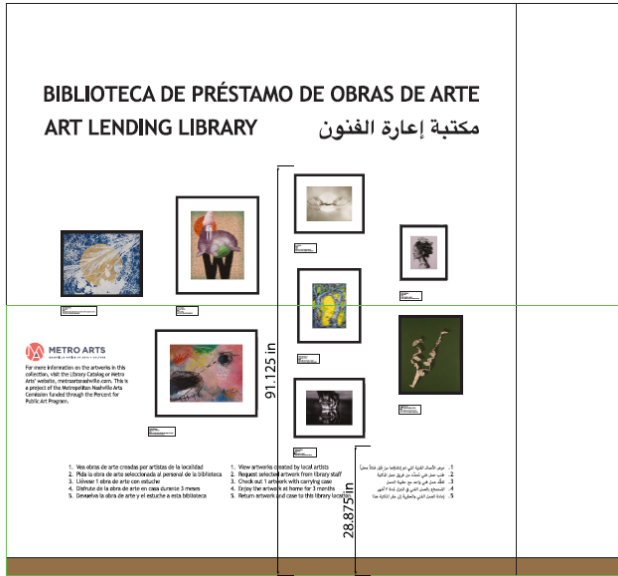 BIBLIOTECA DE PRÉSTAMO DE OBRAS DE ARTE
ART LENDING LIBRARY
مكتبة إعارة الفنون
METRO ARTS
For more information on the artworks in this
collection, visit the Library Catalog or Metro
Arts' website, metroartsnashville.com. This is
a project of the Metropolitan Nashville Arts
Comission funded through the Percent for
Public Art Program.
91.125 in
28.875 in
1. Vea obras de arte creadas por artistas de la localidad
2. Pida la obra de arte seleccionada al personal de la biblioteca
3. Llévese 1 obra de arte con estuche
4. Disfrute de la obra de arte en casa durante 3 meses
5. Devuelva la obra de arte y el estuche a esta biblioteca
1. View artworks created by local artists
2. Request selected artwork from library staff
3. Check out 1 artwork with carrying case
4. Enjoy the artwork at home for 3 months
5. Return artwork and case to this library location